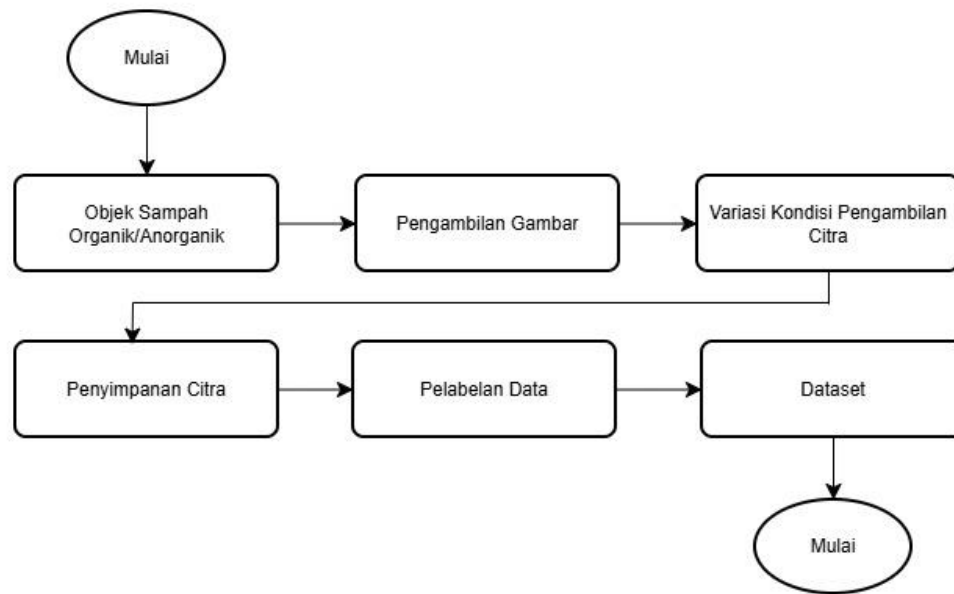 Mulai
Objek Sampah
Organik/Anorganik
Pengambilan Gambar
Variasi Kondisi Pengambilan
Citra
Penyimpanan Citra
Pelabelan Data
Dataset
Mulai